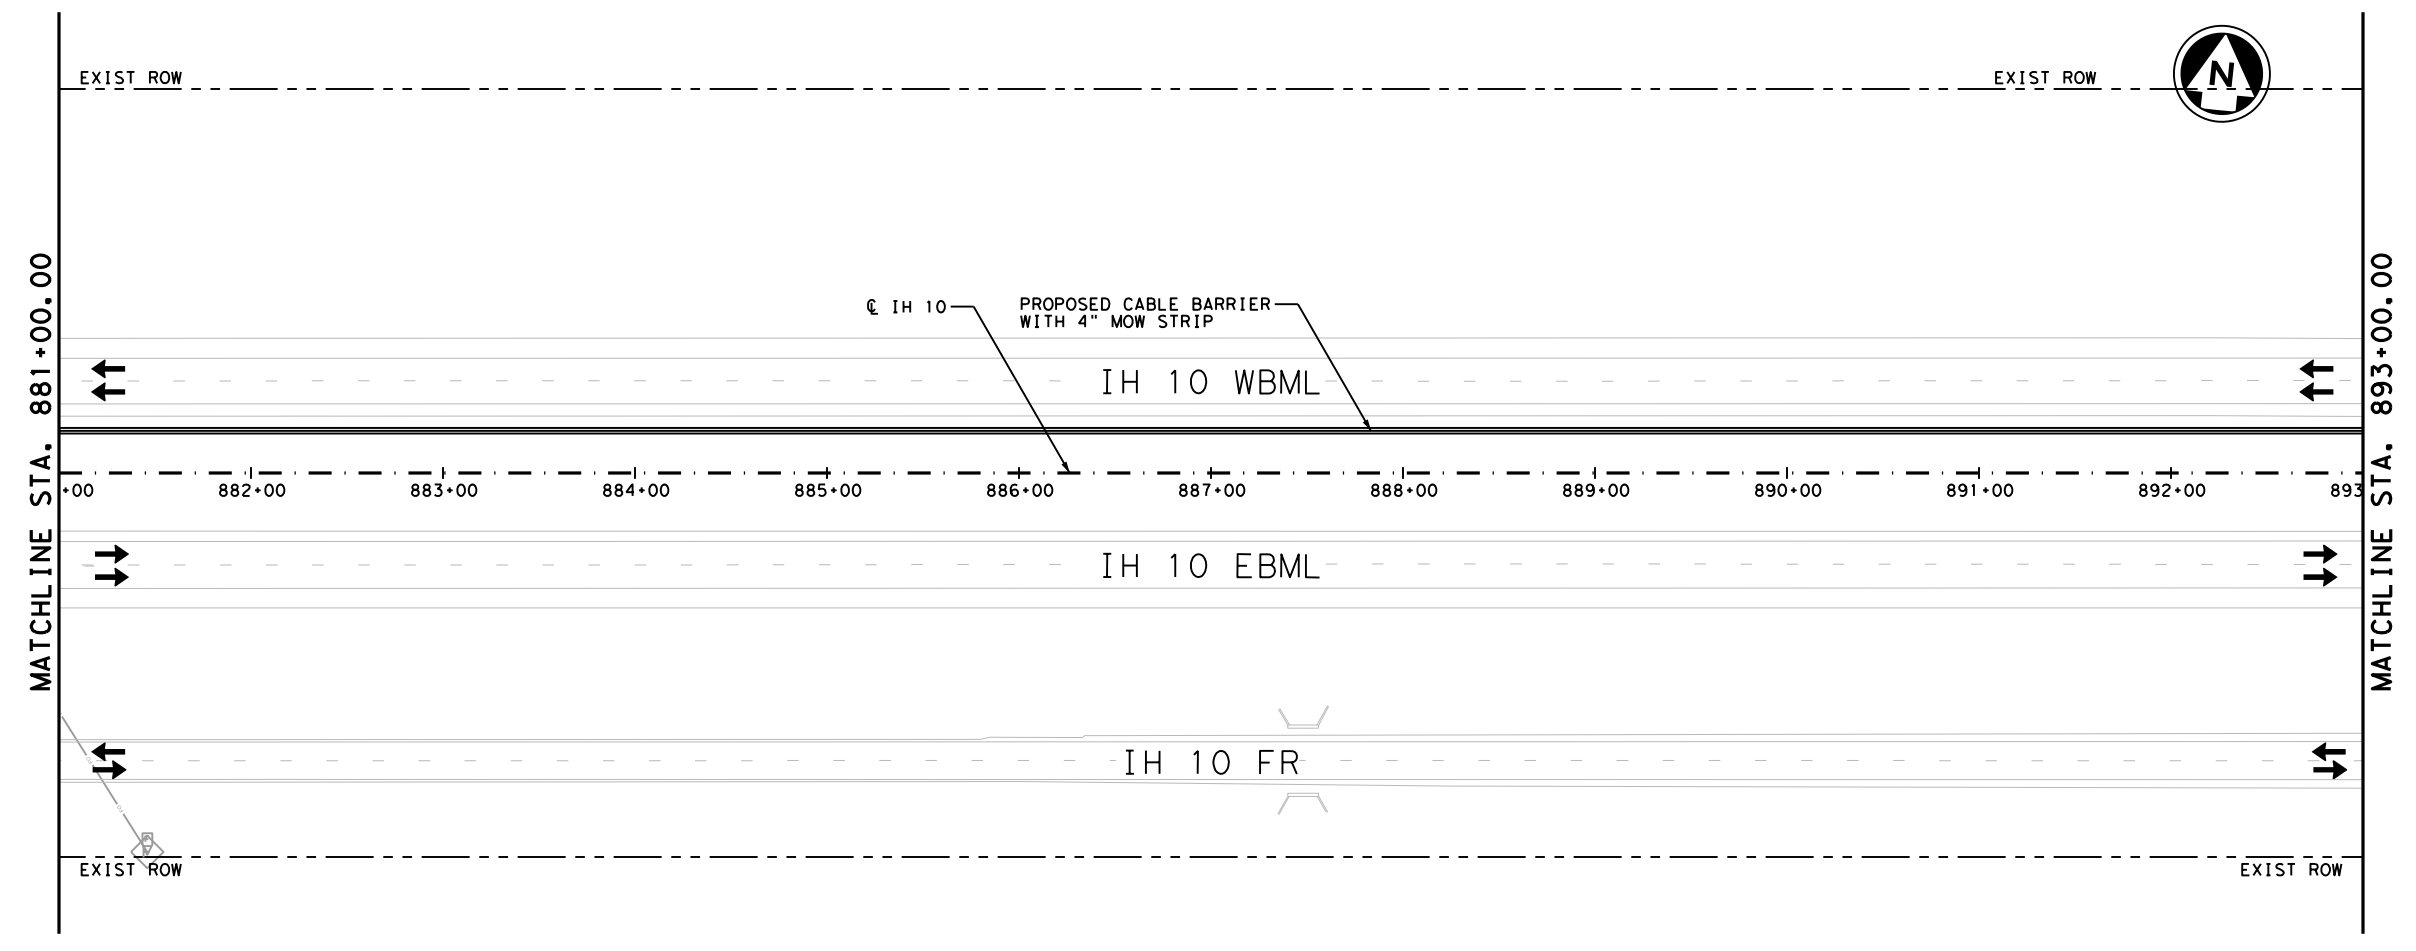 EXIST ROW
EXIST ROW
N
MATCHLINE STA. 881+00.00
MATCHLINE STA. 893+00.00
℄ IH 10
PROPOSED CABLE BARRIER
WITH 4" MOW STRIP
IH 10 WBML
+00 882+00 883+00 884+00 885+00 886+00 887+00 888+00 889+00 890+00 891+00 892+00 893
IH 10 EBML
IH 10 FR
EXIST ROW
EXIST ROW